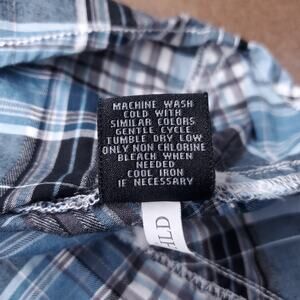 MACHINE WASH
COLD WITH
SIMILAR COLORS
GENTLE CYCLE
TUMBLE DRY LOW
ONLY NON CHLORINE
BLEACH WHEN
NEEDED
COOL IRON
IF NECESSARY
HLD